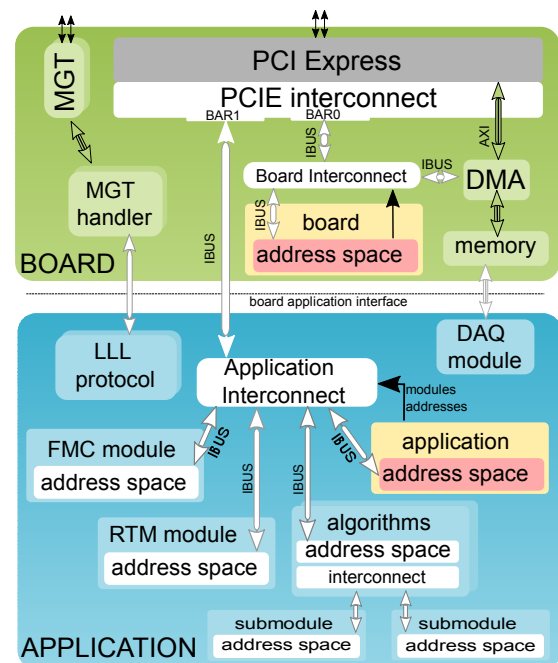 MGT
PCI Express
PCIE interconnect
BAR1
BAR0
IBUS
AXI
MGT
handler
Board Interconnect
IBUS
DMA
IBUS
board
address space
memory
BOARD
IBUS
board application interface
LLL
protocol
DAQ
module
Application
Interconnect
modules
addresses
FMC module
address space
IBUS
IBUS
IBUS
IBUS
application
address space
RTM module
address space
algorithms
address space
interconnect
submodule
address space
submodule
address space
APPLICATION